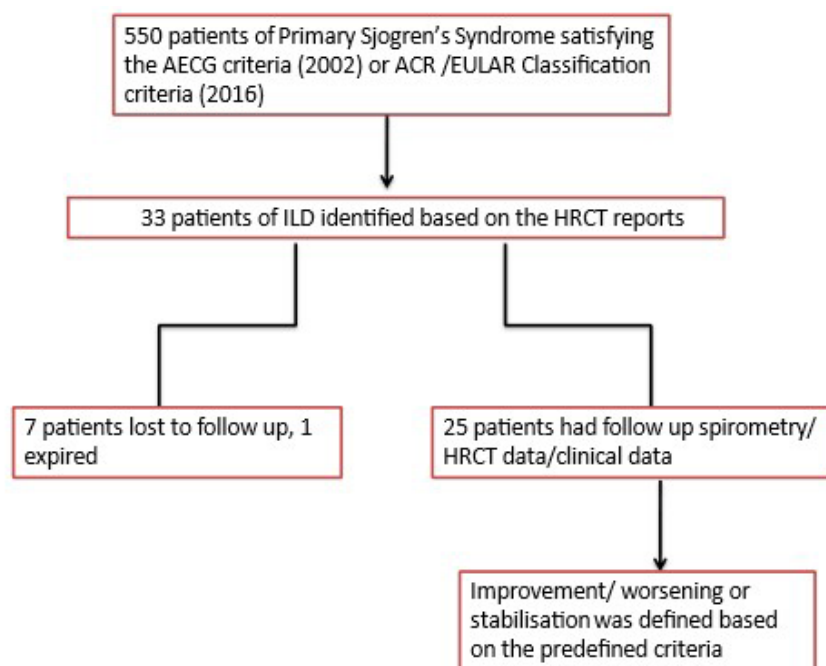 550 patients of Primary Sjogren's Syndrome satisfying
the AECG criteria (2002) or ACR /EULAR Classification
criteria (2016)
33 patients of ILD identified based on the HRCT reports
7 patients lost to follow up, 1
expired
25 patients had follow up spirometry/
HRCT data/clinical data
Improvement/ worsening or
stabilisation was defined based
on the predefined criteria